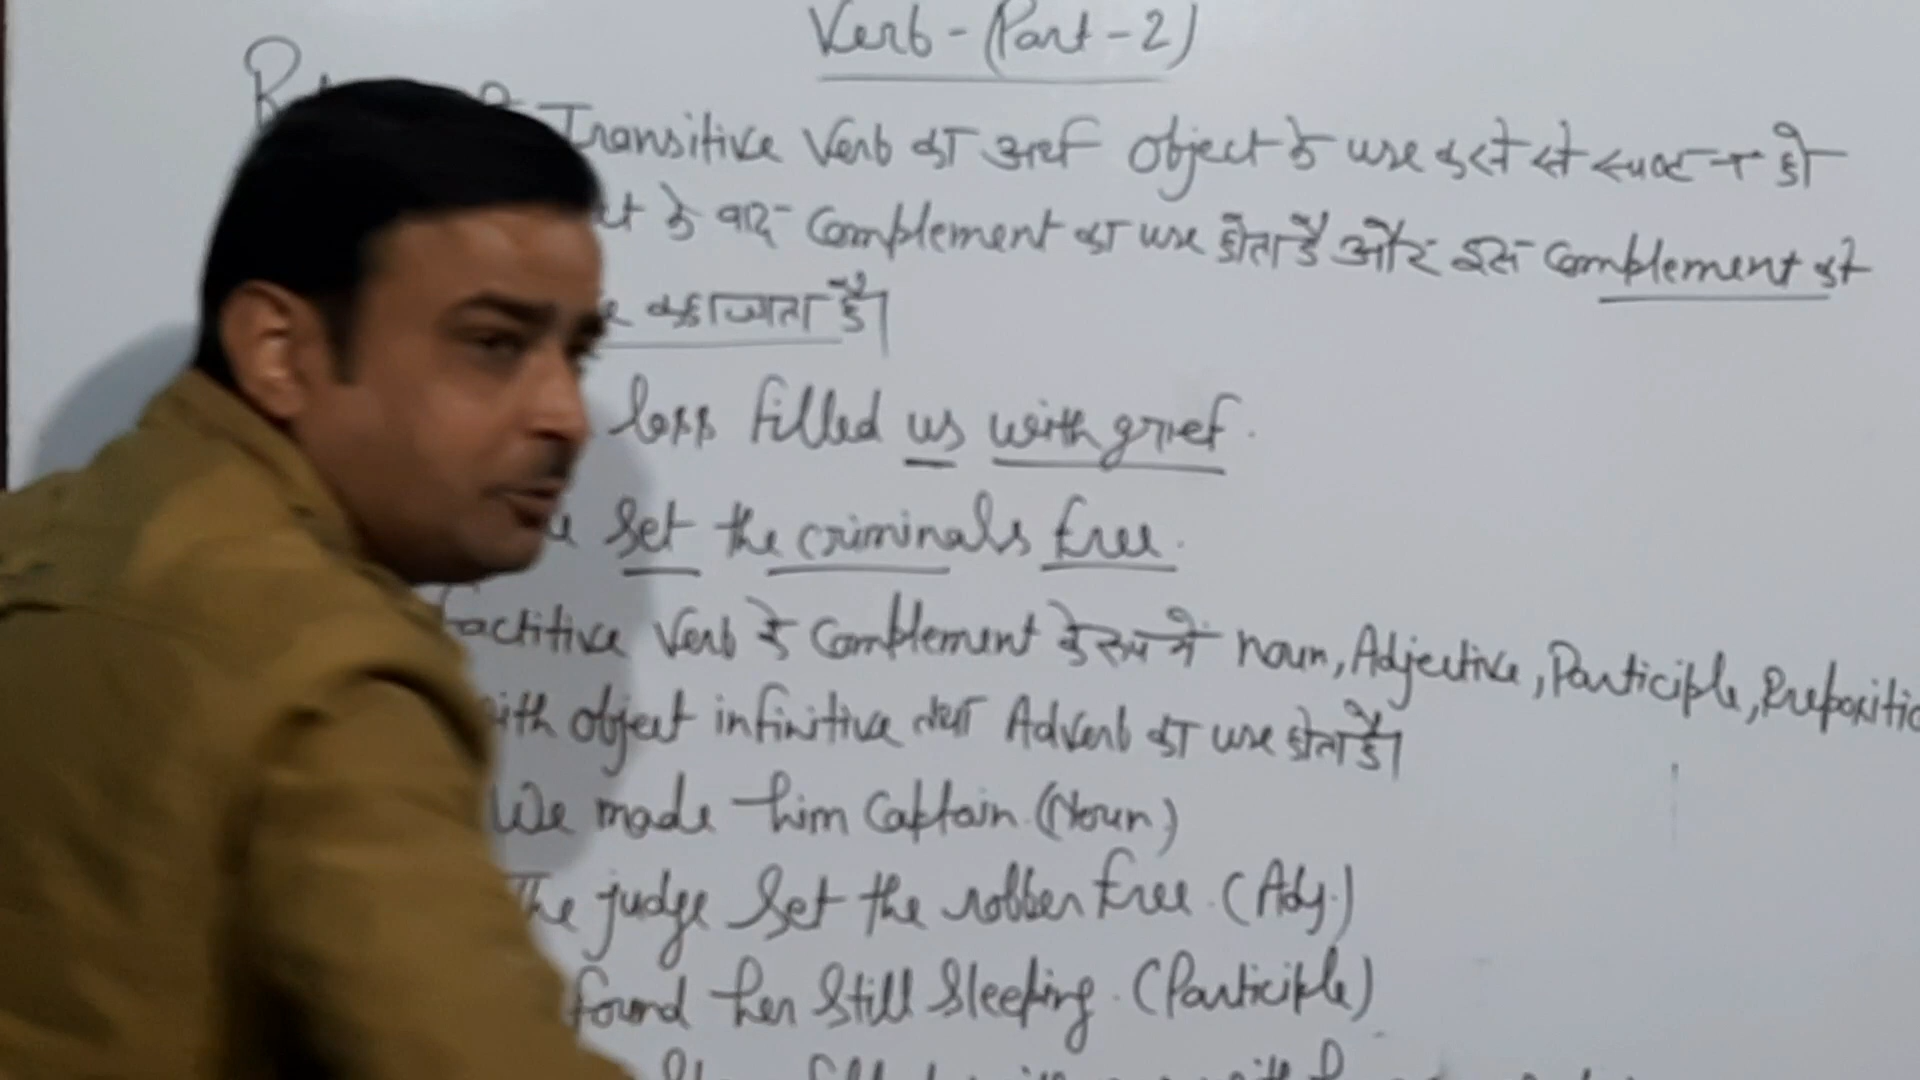 Verb - (Part - 2)
Transitive Verb का अर्थ object के use करने से स्पष्ट न हो
के बाद Complement का use होता है और इस Complement को
कहा जाता है।
loss filled us with grief.
set the criminals free.
Factitive Verb के Complement के रूप में noun, Adjective, Participle, Prepositio
with object infinitive तथा Adverb का use होता है।
We made him Captain (Noun)
The judge set the robber free. (Adj.)
found her still sleeping. (Participle)